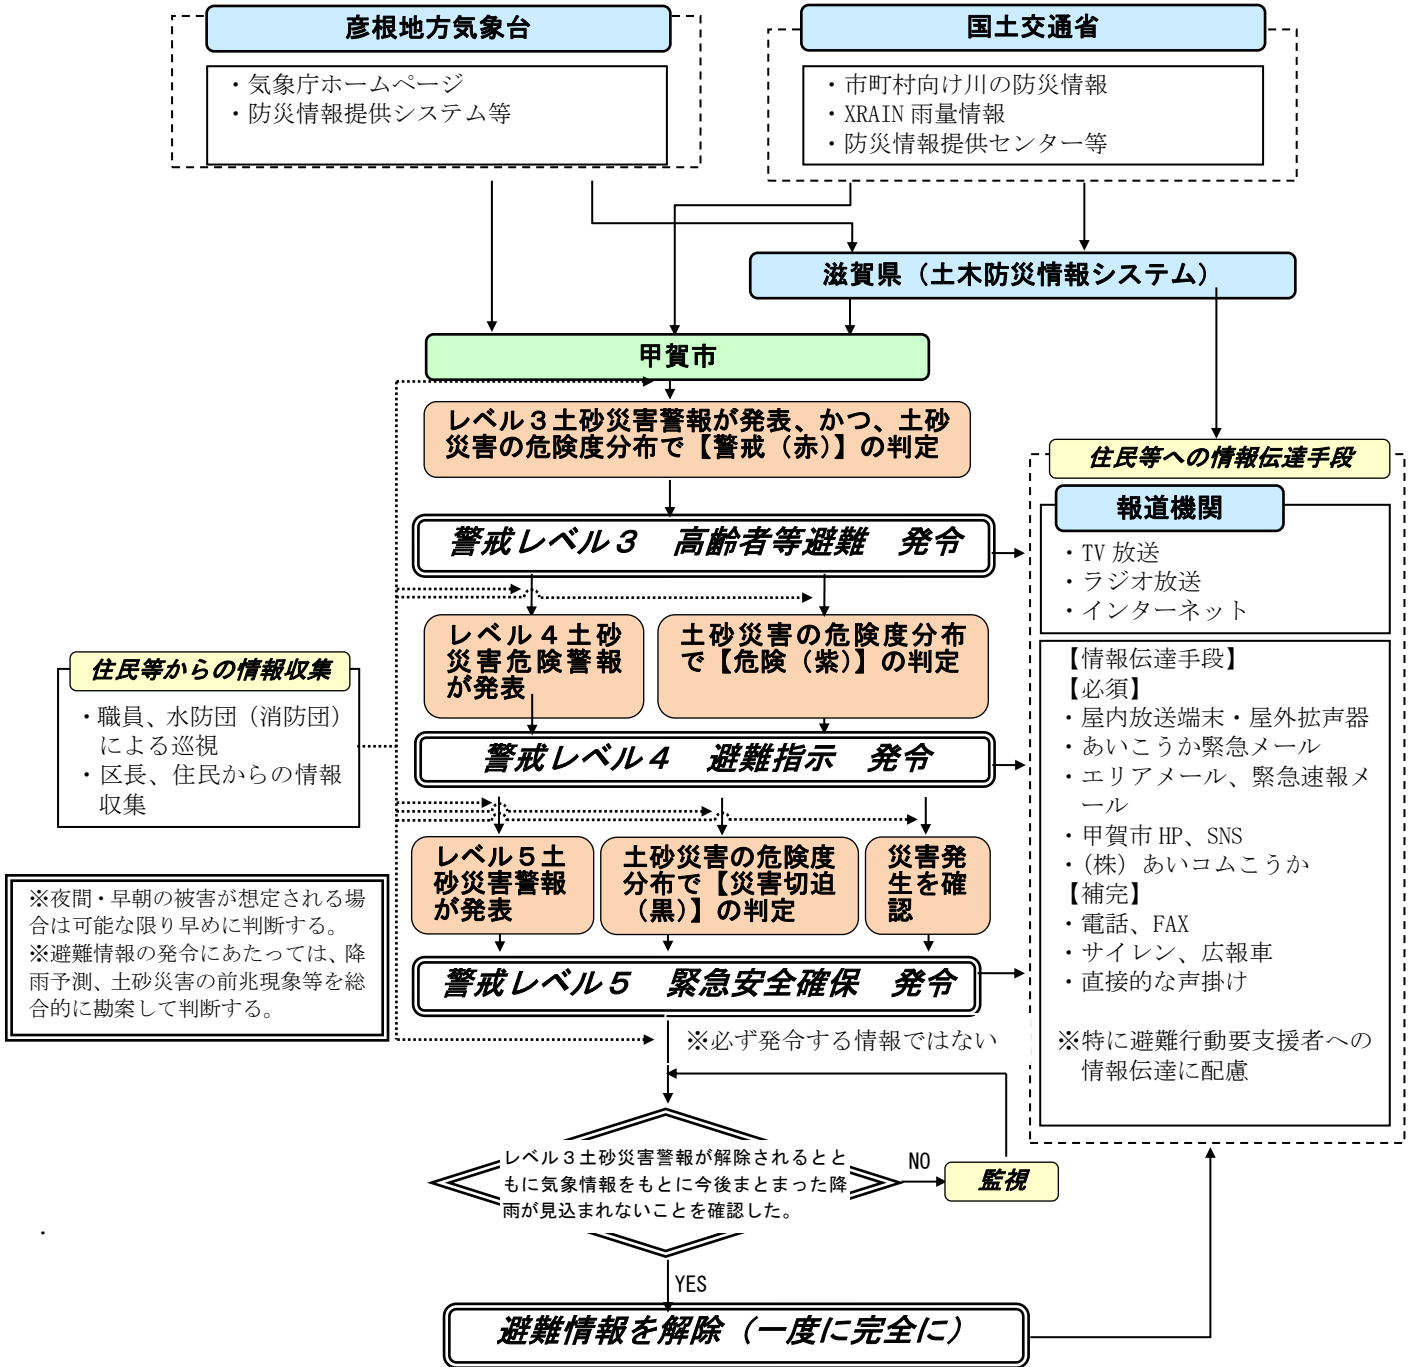 彦根地方気象台
・気象庁ホームページ
・防災情報提供システム等
国土交通省
・市町村向け川の防災情報
・XRAIN 雨量情報
・防災情報提供センター等
滋賀県（土木防災情報システム）
甲賀市
レベル３土砂災害警報が発表、かつ、土砂
災害の危険度分布で【警戒（赤）】の判定
警戒レベル３　高齢者等避難　発令
レベル４土砂
災害危険警報
が発表
土砂災害の危険度分布
で【危険（紫）】の判定
警戒レベル４　避難指示　発令
レベル５土
砂災害警報
が発表
土砂災害の危険度
分布で【災害切迫
（黒）】の判定
災害発
生を確
認
警戒レベル５　緊急安全確保　発令
※必ず発令する情報ではない
レベル３土砂災害警報が解除されるとと
もに気象情報をもとに今後まとまった降
雨が見込まれないことを確認した。
NO
監視
YES
避難情報を解除（一度に完全に）
住民等からの情報収集
・職員、水防団（消防団）
による巡視
・区長、住民からの情報
収集
※夜間・早朝の被害が想定される場
合は可能な限り早めに判断する。
※避難情報の発令にあたっては、降
雨予測、土砂災害の前兆現象等を総
合的に勘案して判断する。
住民等への情報伝達手段
報道機関
・TV 放送
・ラジオ放送
・インターネット
【情報伝達手段】
【必須】
・屋内放送端末・屋外拡声器
・あいこうか緊急メール
・エリアメール、緊急速報メ
ール
・甲賀市 HP、SNS
・（株）あいコムこうか
【補完】
・電話、FAX
・サイレン、広報車
・直接的な声掛け
※特に避難行動要支援者への
情報伝達に配慮